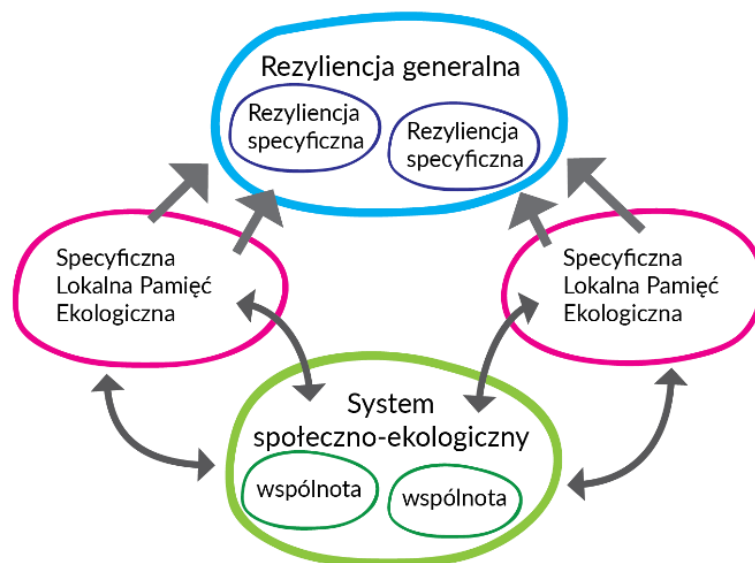 Rezyliencja generalna
Rezyliencja
specyficzna
Rezyliencja
specyficzna
Specyficzna
Lokalna Pamięć
Ekologiczna
Specyficzna
Lokalna Pamięć
Ekologiczna
System
społeczno-ekologiczny
wspólnota
wspólnota